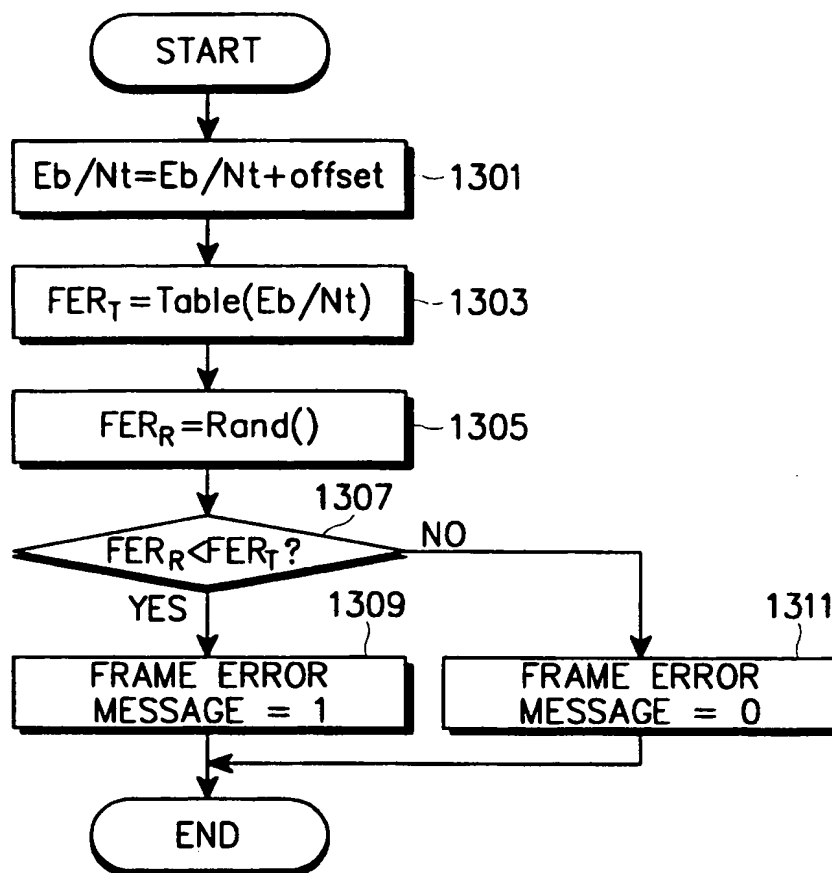 START
Eb/Nt=Eb/Nt+offset
1301
FER_T=Table(Eb/Nt)
1303
FER_R=Rand()
1305
1307
FER_R<FER_T?
NO
YES
1309
FRAME ERROR
MESSAGE = 1
1311
FRAME ERROR
MESSAGE = 0
END